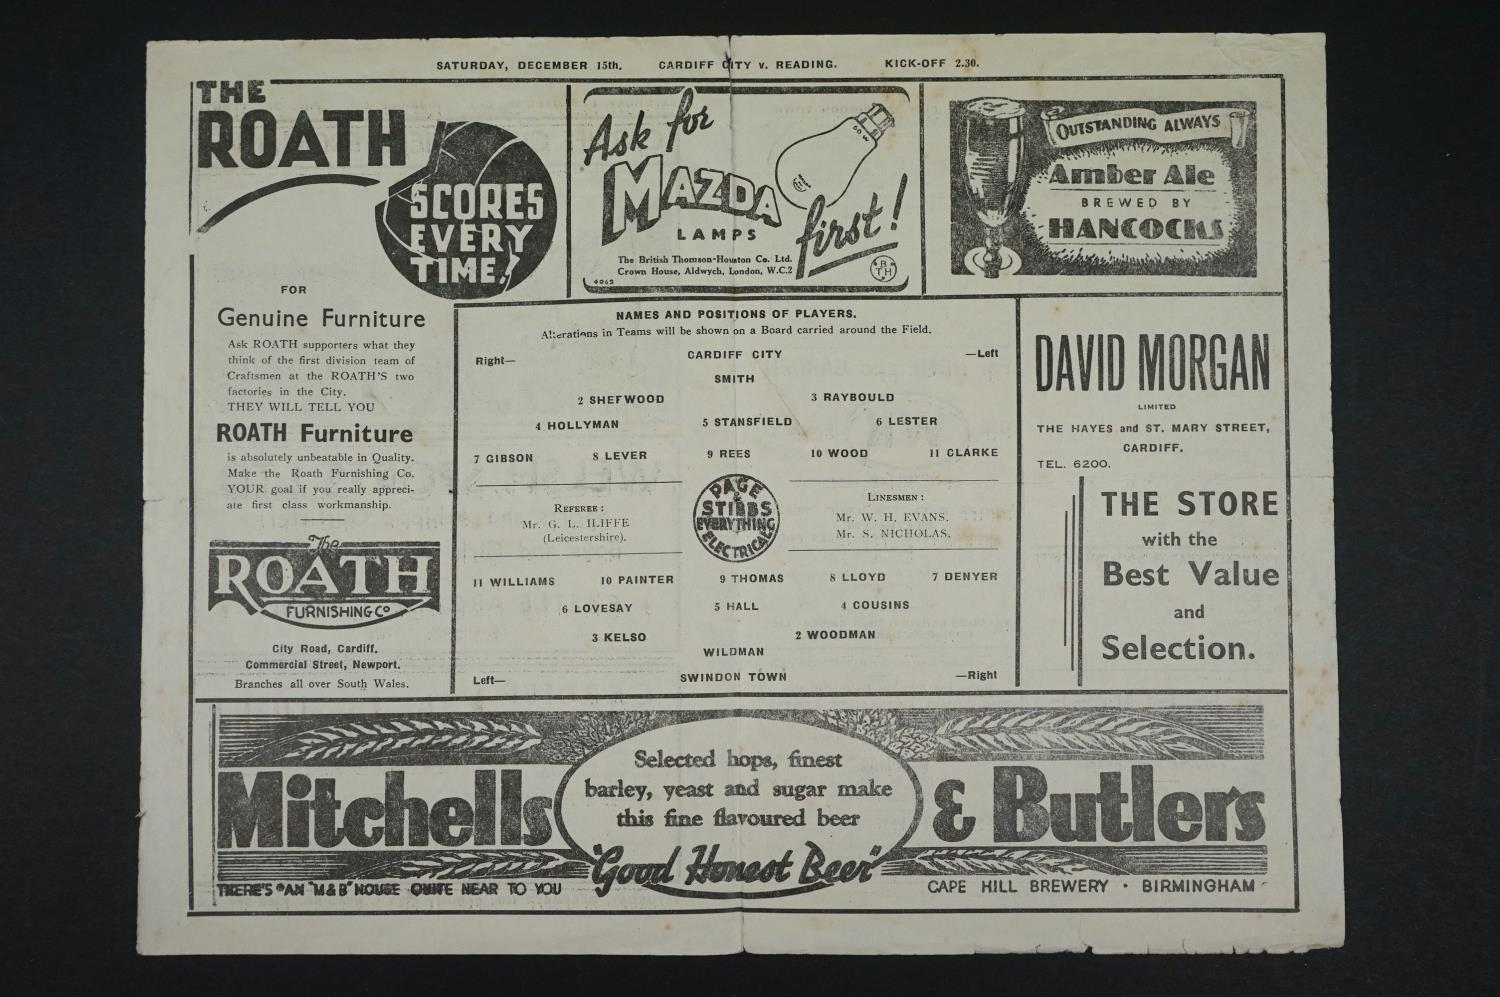 SATURDAY, DECEMBER 15th. CARDIFF CITY v. READING. KICK-OFF 2.30.
THE
ROATH
SCORES
EVERY
TIME!
FOR
Genuine Furniture
Ask ROATH supporters what they
think of the first division team of
Craftsmen at the ROATH'S two
factories in the City.
THEY WILL TELL YOU
ROATH Furniture
is absolutely unbeatable in Quality.
Make the Roath Furnishing Co.
YOUR goal if you really appreci-
ate first class workmanship.
The
ROATH
FURNISHING Co
City Road, Cardiff.
Commercial Street, Newport.
Branches all over South Wales.
Ask for
MAZDA
LAMPS
first!
60 W
The British Thomson-Houston Co. Ltd.
Crown House, Aldwych, London, W.C.2
4062
BTH
OUTSTANDING ALWAYS
Amber Ale
BREWED BY
HANCOCKS
NAMES AND POSITIONS OF PLAYERS.
Alterations in Teams will be shown on a Board carried around the Field.
Right— CARDIFF CITY —Left
SMITH
2 SHERWOOD 3 RAYBOULD
4 HOLLYMAN 5 STANSFIELD 6 LESTER
7 GIBSON 8 LEVER 9 REES 10 WOOD 11 CLARKE
REFEREE:
Mr. G. L. ILIFFE
(Leicestershire).
PAGE
&
STIBBS
EVERYTHING
ELECTRICAL
LINESMEN:
Mr. W. H. EVANS.
Mr. S. NICHOLAS.
11 WILLIAMS 10 PAINTER 9 THOMAS 8 LLOYD 7 DENYER
6 LOVESAY 5 HALL 4 COUSINS
3 KELSO 2 WOODMAN
WILDMAN
Left— SWINDON TOWN —Right
DAVID MORGAN
LIMITED
THE HAYES and ST. MARY STREET,
CARDIFF.
TEL. 6200.
THE STORE
with the
Best Value
and
Selection.
Mitchells & Butlers
Selected hops, finest
barley, yeast and sugar make
this fine flavoured beer
"Good Honest Beer"
THERE'S AN "M&B" HOUSE QUITE NEAR TO YOU
CAPE HILL BREWERY · BIRMINGHAM